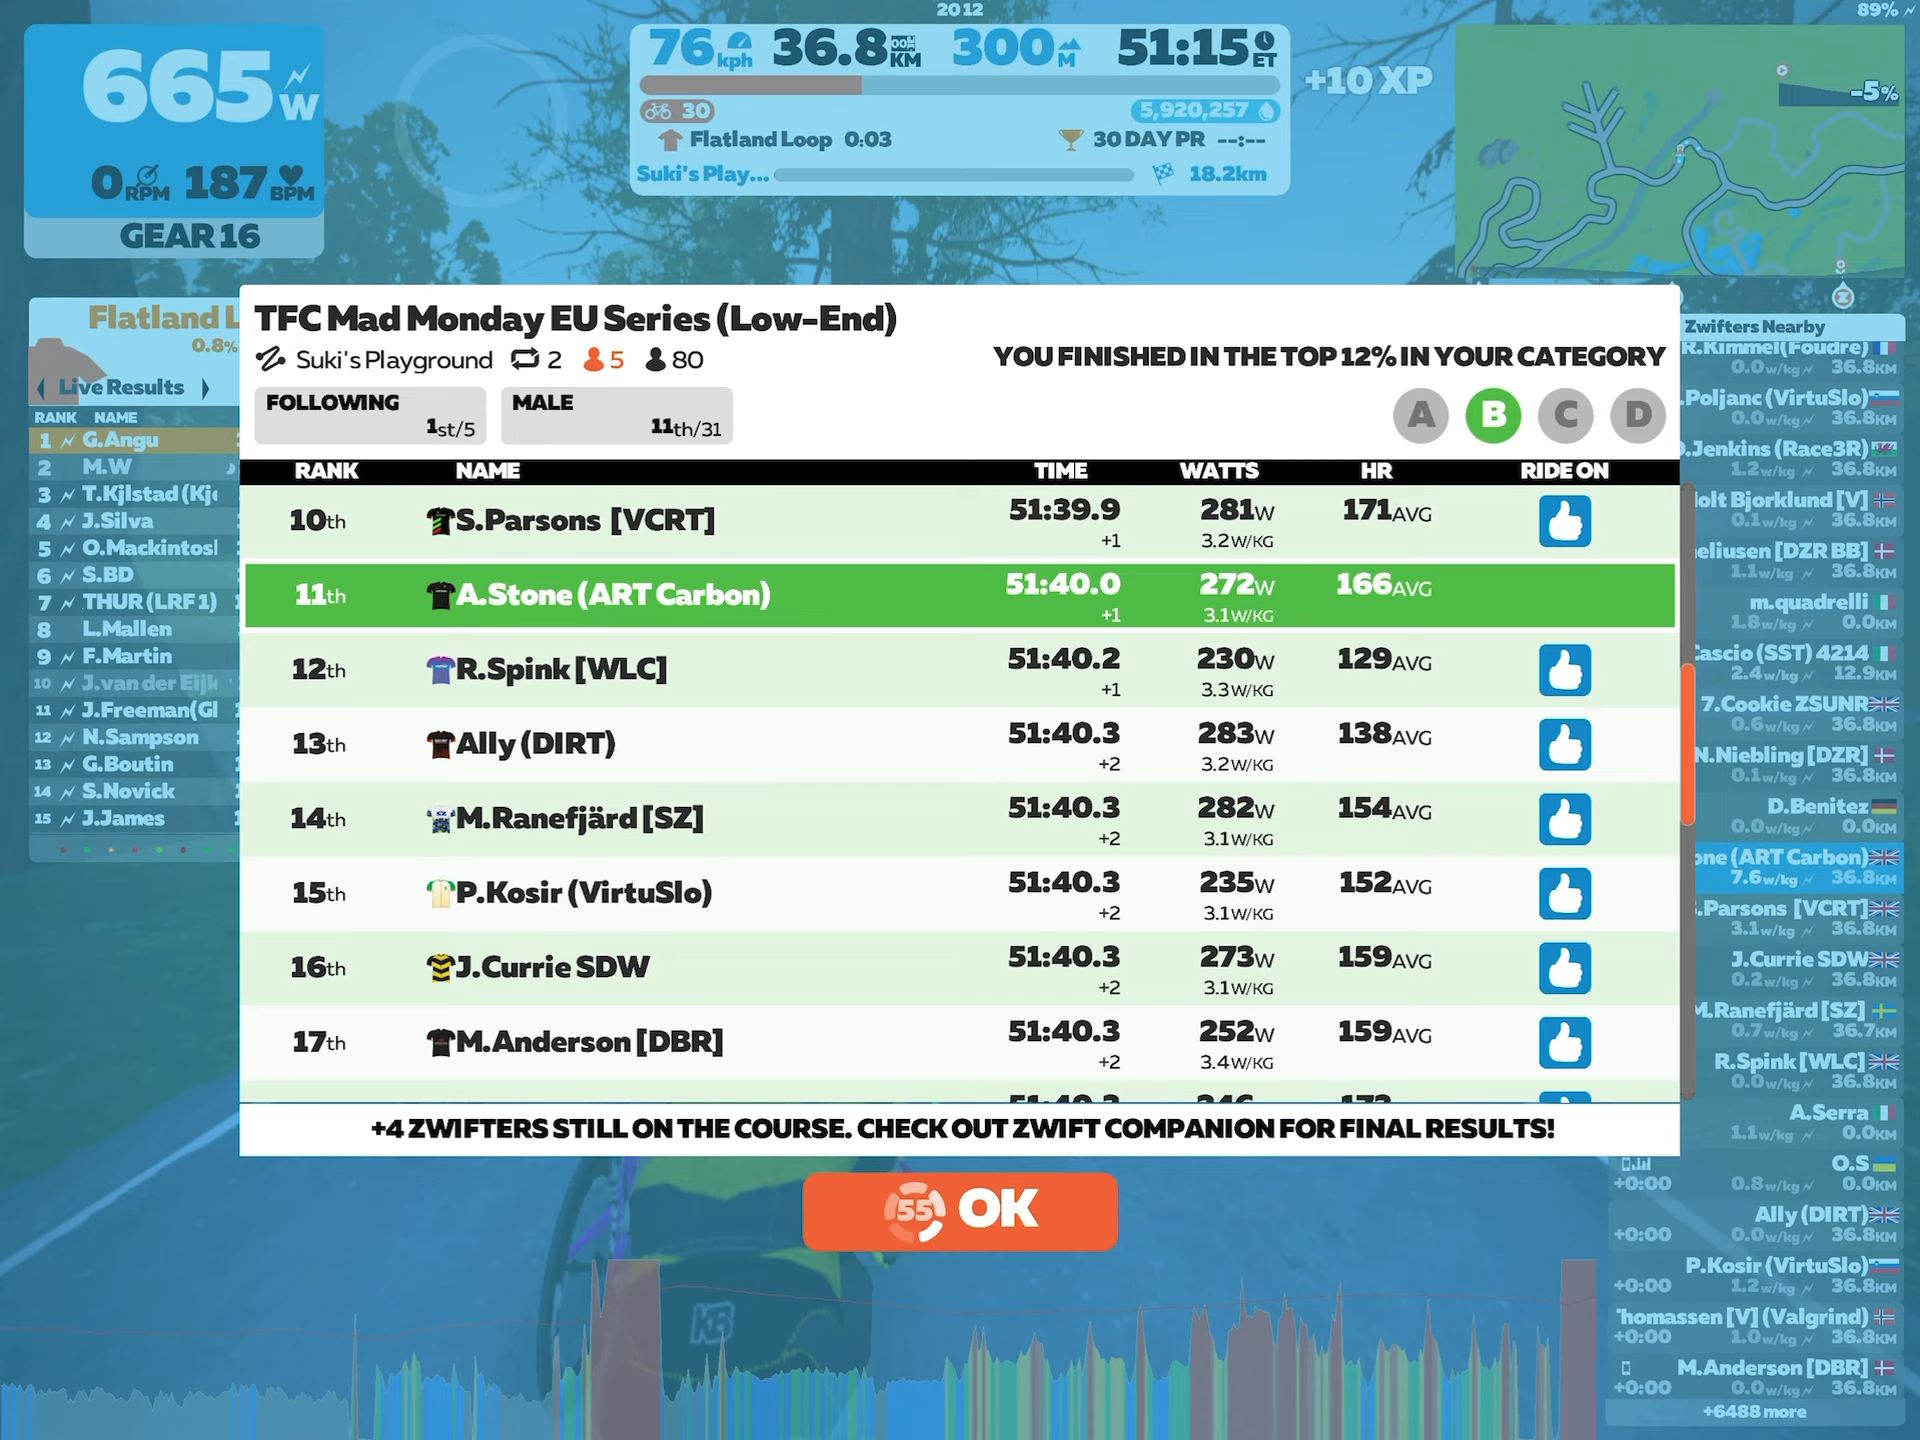 20 12
89%
665W
0 RPM 187 BPM
GEAR 16
76kph 36.8KM 300M 51:15ET
30
5,920,257
Flatland Loop 0:03 30 DAY PR --:--
Suki's Play... 18.2km
+10 XP
-5%
Flatland L
0.8%
Live Results
RANK NAME
1 G.Angu
2 M.W
3 T.Kjlstad (Kj
4 J.Silva
5 O.Mackintos
6 S.BD
7 THUR (LRF1)
8 L.Mallen
9 F.Martin
10 J.van der Eijk
11 J.Freeman(Gl
12 N.Sampson
13 G.Boutin
14 S.Novick
15 J.James
TFC Mad Monday EU Series (Low-End)
Suki's Playground 2 5 80
YOU FINISHED IN THE TOP 12% IN YOUR CATEGORY
FOLLOWING
1st/5
MALE
11th/31
A B C D
RANK NAME TIME WATTS HR RIDE ON
10th S.Parsons [VCRT] 51:39.9 281W 171AVG
+1 3.2W/KG
11th A.Stone (ART Carbon) 51:40.0 272W 166AVG
+1 3.1W/KG
12th R.Spink [WLC] 51:40.2 230W 129AVG
+1 3.3W/KG
13th Ally (DIRT) 51:40.3 283W 138AVG
+2 3.2W/KG
14th M.Ranefjärd [SZ] 51:40.3 282W 154AVG
+2 3.1W/KG
15th P.Kosir (VirtuSlo) 51:40.3 235W 152AVG
+2 3.1W/KG
16th J.Currie SDW 51:40.3 273W 159AVG
+2 3.1W/KG
17th M.Anderson [DBR] 51:40.3 252W 159AVG
+2 3.4W/KG
+4 ZWIFTERS STILL ON THE COURSE. CHECK OUT ZWIFT COMPANION FOR FINAL RESULTS!
55 OK
KB
Zwifters Nearby
R.Kimmel(Foudre)
0.0w/kg 36.8KM
.Poljanc (VirtuSlo)
0.0w/kg 36.8KM
.Jenkins (Race3R)
1.2w/kg 36.8KM
olt Bjorklund [V]
0.1w/kg 36.8KM
eliusen [DZR BB]
1.1w/kg 36.8KM
m.quadrelli
1.8w/kg 0.0KM
ascio (SST) 4214
2.4w/kg 12.9KM
7.Cookie ZSUNR
0.6w/kg 36.8KM
N.Niebling [DZR]
0.1w/kg 36.8KM
D.Benitez
0.0w/kg 0.0KM
one (ART Carbon)
7.6w/kg 36.8KM
.Parsons [VCRT]
3.1w/kg 36.8KM
J.Currie SDW
0.2w/kg 36.8KM
M.Ranefjärd [SZ]
0.7w/kg 36.7KM
R.Spink [WLC]
0.0w/kg 36.8KM
A.Serra
1.1w/kg 0.0KM
O.S
+0:00 0.8w/kg 0.0KM
Ally (DIRT)
+0:00 0.0w/kg 36.8KM
P.Kosir (VirtuSlo)
+0:00 1.2w/kg 36.8KM
homassen [V] (Valgrind)
+0:00 1.0w/kg 36.8KM
M.Anderson [DBR]
+0:00 0.0w/kg 36.8KM
+6488 more